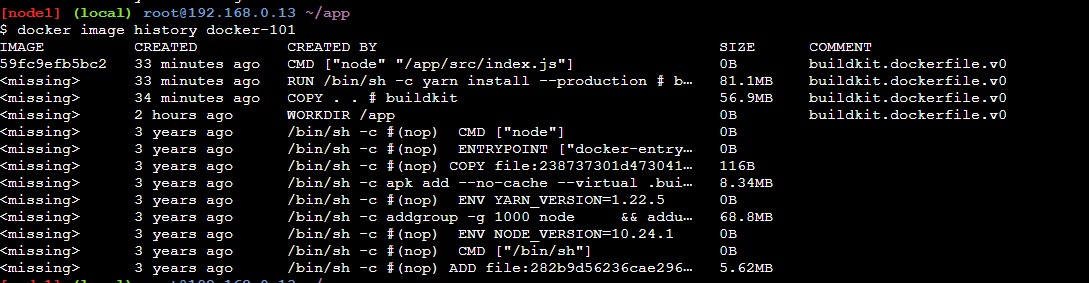 [node1] (local) root@192.168.0.13 ~/app
$ docker image history docker-101
IMAGE CREATED CREATED BY SIZE COMMENT
59fc9efb5bc2 33 minutes ago CMD ["node" "/app/src/index.js"] 0B buildkit.dockerfile.v0
<missing> 33 minutes ago RUN /bin/sh -c yarn install --production # b… 81.1MB buildkit.dockerfile.v0
<missing> 34 minutes ago COPY . . # buildkit 56.9MB buildkit.dockerfile.v0
<missing> 2 hours ago WORKDIR /app 0B buildkit.dockerfile.v0
<missing> 3 years ago /bin/sh -c #(nop) CMD ["node"] 0B
<missing> 3 years ago /bin/sh -c #(nop) ENTRYPOINT ["docker-entry… 0B
<missing> 3 years ago /bin/sh -c #(nop) COPY file:238737301d473041… 116B
<missing> 3 years ago /bin/sh -c apk add --no-cache --virtual .bui… 8.34MB
<missing> 3 years ago /bin/sh -c #(nop) ENV YARN_VERSION=1.22.5 0B
<missing> 3 years ago /bin/sh -c addgroup -g 1000 node && addu… 68.8MB
<missing> 3 years ago /bin/sh -c #(nop) ENV NODE_VERSION=10.24.1 0B
<missing> 3 years ago /bin/sh -c #(nop) CMD ["/bin/sh"] 0B
<missing> 3 years ago /bin/sh -c #(nop) ADD file:282b9d56236cae296… 5.62MB